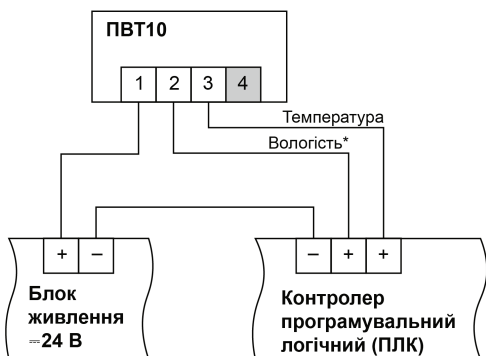 ПВТ10
1 2 3 4
Температура
Вологість*
+ – – + +
Блок
живлення
⎓24 В
Контролер
програмувальний
логічний (ПЛК)